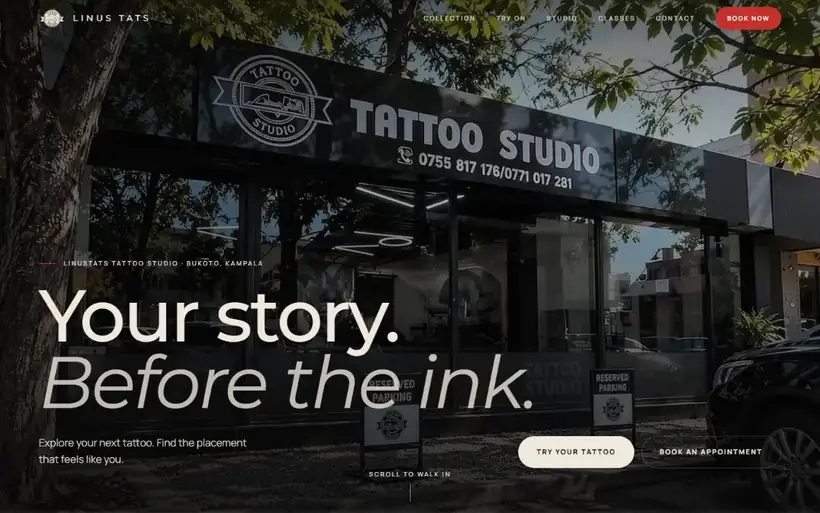 LINUS TATS
COLLECTION TRY ON STUDIO CLASSES CONTACT BOOK NOW
TATTOO
STUDIO
TATTOO STUDIO
0755 817 176/0771 017 281
LINUSTATS TATTOO STUDIO · BUKOTO, KAMPALA
Your story.
Before the ink.
RESERVED
PARKING
RESERVED
PARKING
TATTOO
STUDIO
Explore your next tattoo. Find the placement
that feels like you.
TRY YOUR TATTOO
BOOK AN APPOINTMENT
SCROLL TO WALK IN